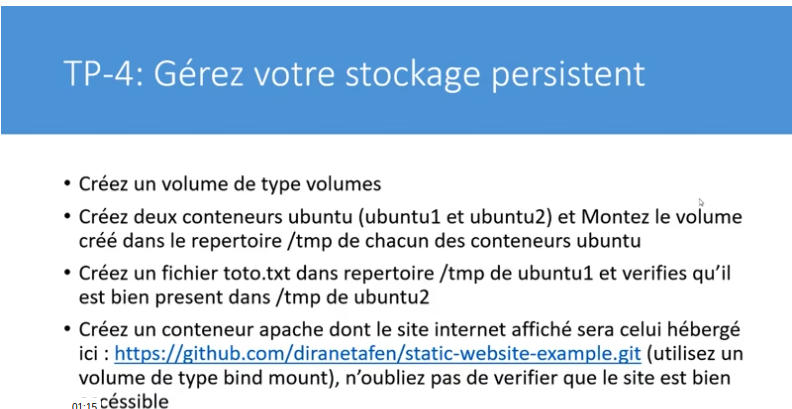 TP-4: Gérez votre stockage persistent
• Créez un volume de type volumes
• Créez deux conteneurs ubuntu (ubuntu1 et ubuntu2) et Montez le volume
créé dans le repertoire /tmp de chacun des conteneurs ubuntu
• Créez un fichier toto.txt dans repertoire /tmp de ubuntu1 et verifies qu'il
est bien present dans /tmp de ubuntu2
• Créez un conteneur apache dont le site internet affiché sera celui hébergé
ici : https://github.com/diranetafen/static-website-example.git (utilisez un
volume de type bind mount), n'oubliez pas de verifier que le site est bien
01:15 céssible